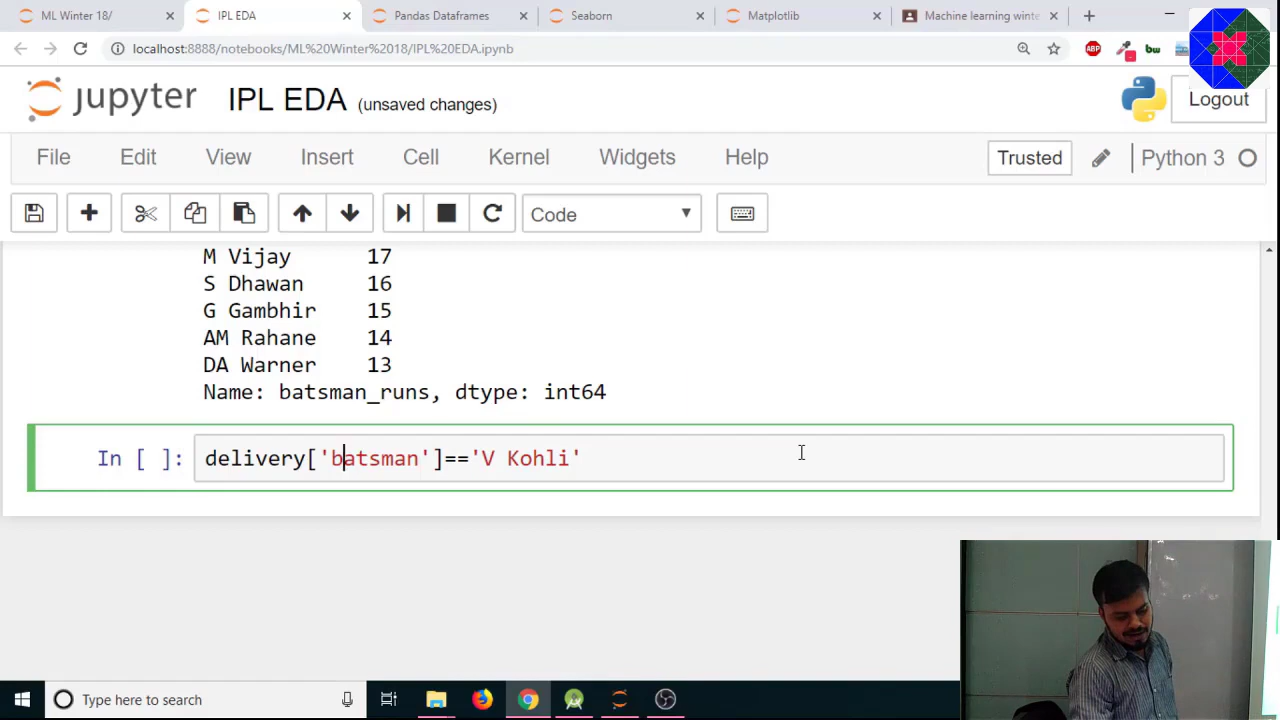 ML Winter 18/ IPL EDA Pandas Dataframes Seaborn Matplotlib Machine learning winte
localhost:8888/notebooks/ML%20Winter%2018/IPL%20EDA.ipynb
ABP bw
jupyter IPL EDA (unsaved changes) Logout
File Edit View Insert Cell Kernel Widgets Help Trusted Python 3
Code
M Vijay 17
S Dhawan 16
G Gambhir 15
AM Rahane 14
DA Warner 13
Name: batsman_runs, dtype: int64
In [ ]: delivery['batsman']=='V Kohli'
Type here to search